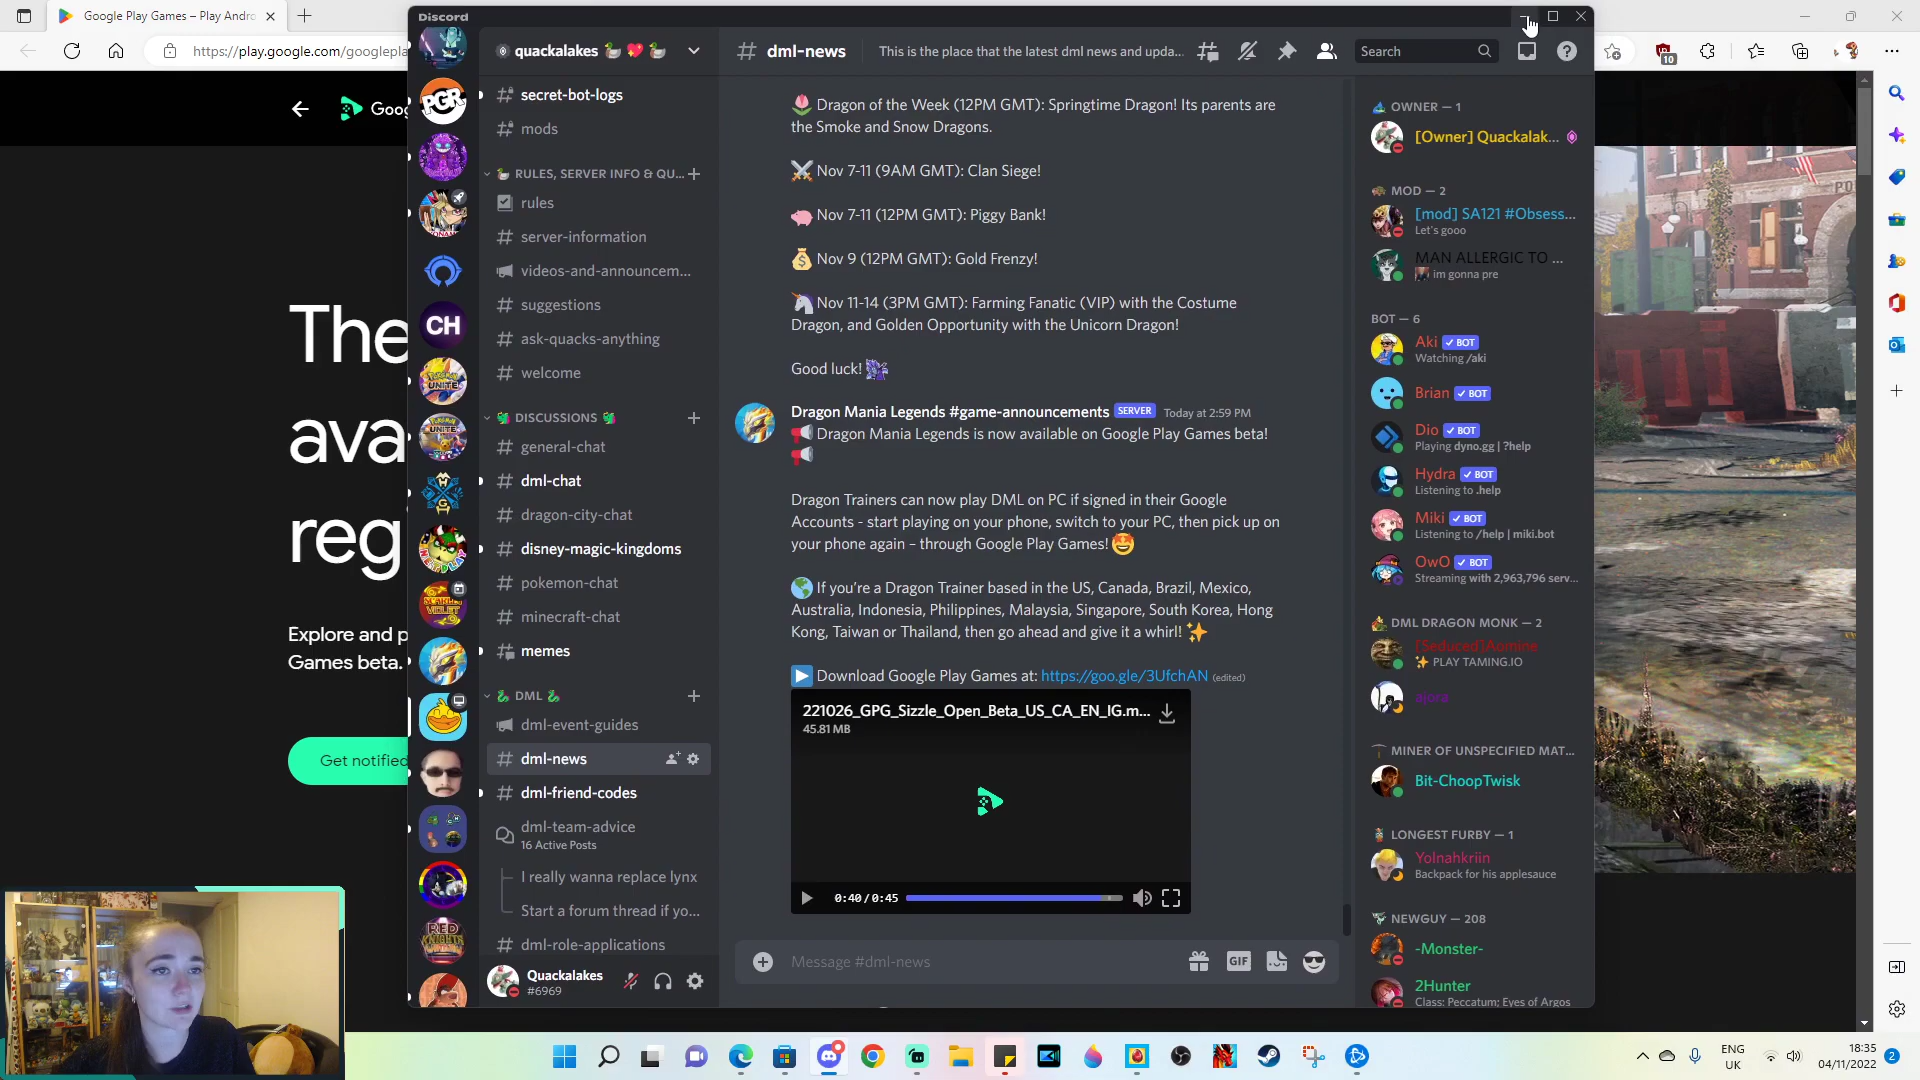 Google Play Games – Play Andro
https://play.google.com/googlepla
Goog
The
ava
reg
Explore and p
Games beta.
Get notified
Discord
quackalakes
secret-bot-logs
mods
RULES, SERVER INFO & QU...
rules
server-information
videos-and-announcem...
suggestions
ask-quacks-anything
welcome
DISCUSSIONS
general-chat
dml-chat
dragon-city-chat
disney-magic-kingdoms
pokemon-chat
minecraft-chat
memes
DML
dml-event-guides
dml-news
dml-friend-codes
dml-team-advice
16 Active Posts
I really wanna replace lynx
Start a forum thread if yo...
dml-role-applications
Quackalakes
#6969
PGR
CH
RED
dml-news
This is the place that the latest dml news and upda...
Search
10
Dragon of the Week (12PM GMT): Springtime Dragon! Its parents are
the Smoke and Snow Dragons.
Nov 7-11 (9AM GMT): Clan Siege!
Nov 7-11 (12PM GMT): Piggy Bank!
Nov 9 (12PM GMT): Gold Frenzy!
Nov 11-14 (3PM GMT): Farming Fanatic (VIP) with the Costume
Dragon, and Golden Opportunity with the Unicorn Dragon!
Good luck!
Dragon Mania Legends #game-announcements SERVER Today at 2:59 PM
Dragon Mania Legends is now available on Google Play Games beta!
Dragon Trainers can now play DML on PC if signed in their Google
Accounts - start playing on your phone, switch to your PC, then pick up on
your phone again – through Google Play Games!
If you're a Dragon Trainer based in the US, Canada, Brazil, Mexico,
Australia, Indonesia, Philippines, Malaysia, Singapore, South Korea, Hong
Kong, Taiwan or Thailand, then go ahead and give it a whirl!
Download Google Play Games at: https://goo.gle/3UfchAN (edited)
221026_GPG_Sizzle_Open_Beta_US_CA_EN_IG.m...
45.81 MB
0:40/0:45
Message #dml-news
GIF
OWNER — 1
[Owner] Quackalak...
MOD — 2
[mod] SA121 #Obsess...
Let's gooo
MAN ALLERGIC TO ...
im gonna pre
BOT — 6
Aki BOT
Watching /aki
Brian BOT
Dio BOT
Playing dyno.gg | ?help
Hydra BOT
Listening to .help
Miki BOT
Listening to /help | miki.bot
OwO BOT
Streaming with 2,963,796 serv...
DML DRAGON MONK — 2
[Seduced]Aomine
PLAY TAMING.IO
ajora
MINER OF UNSPECIFIED MAT...
Bit-ChoopTwisk
LONGEST FURBY — 1
Yolnahkriin
Backpack for his applesauce
NEWGUY — 208
-Monster-
2Hunter
Class: Peccatum; Eyes of Argos
ENG
UK
18:35
04/11/2022
2